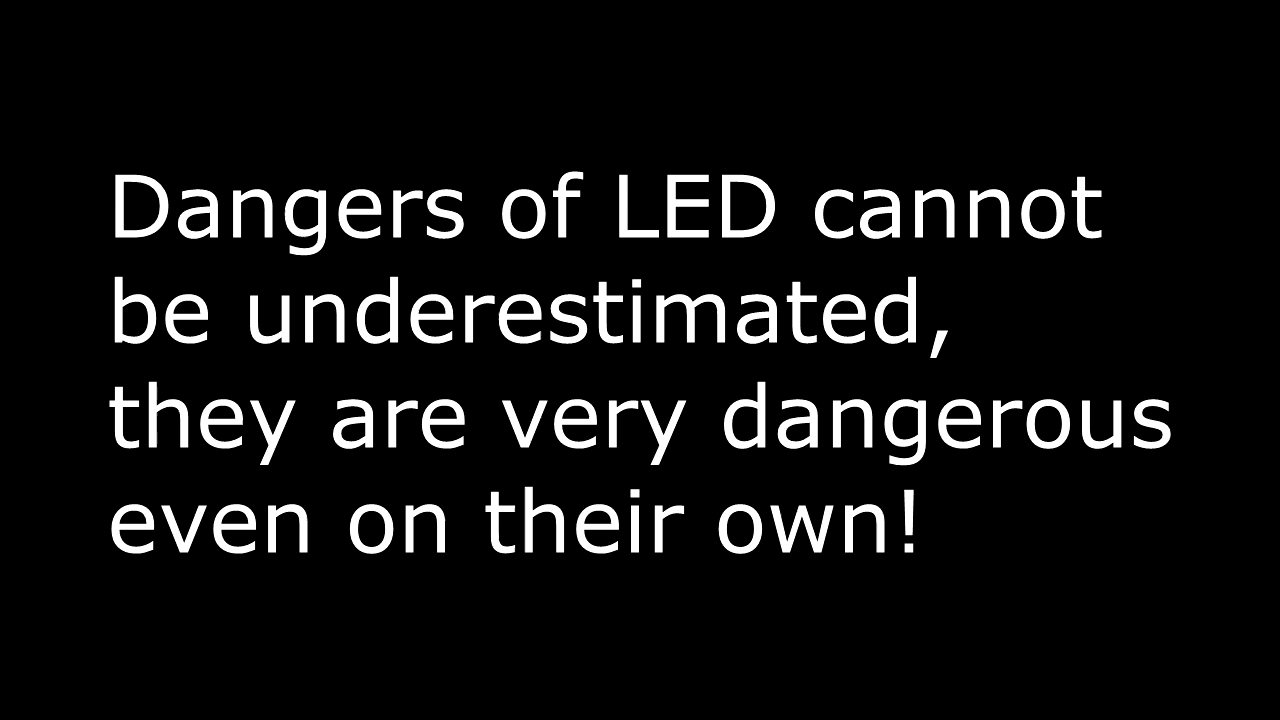 Dangers of LED cannot
be underestimated,
they are very dangerous
even on their own!